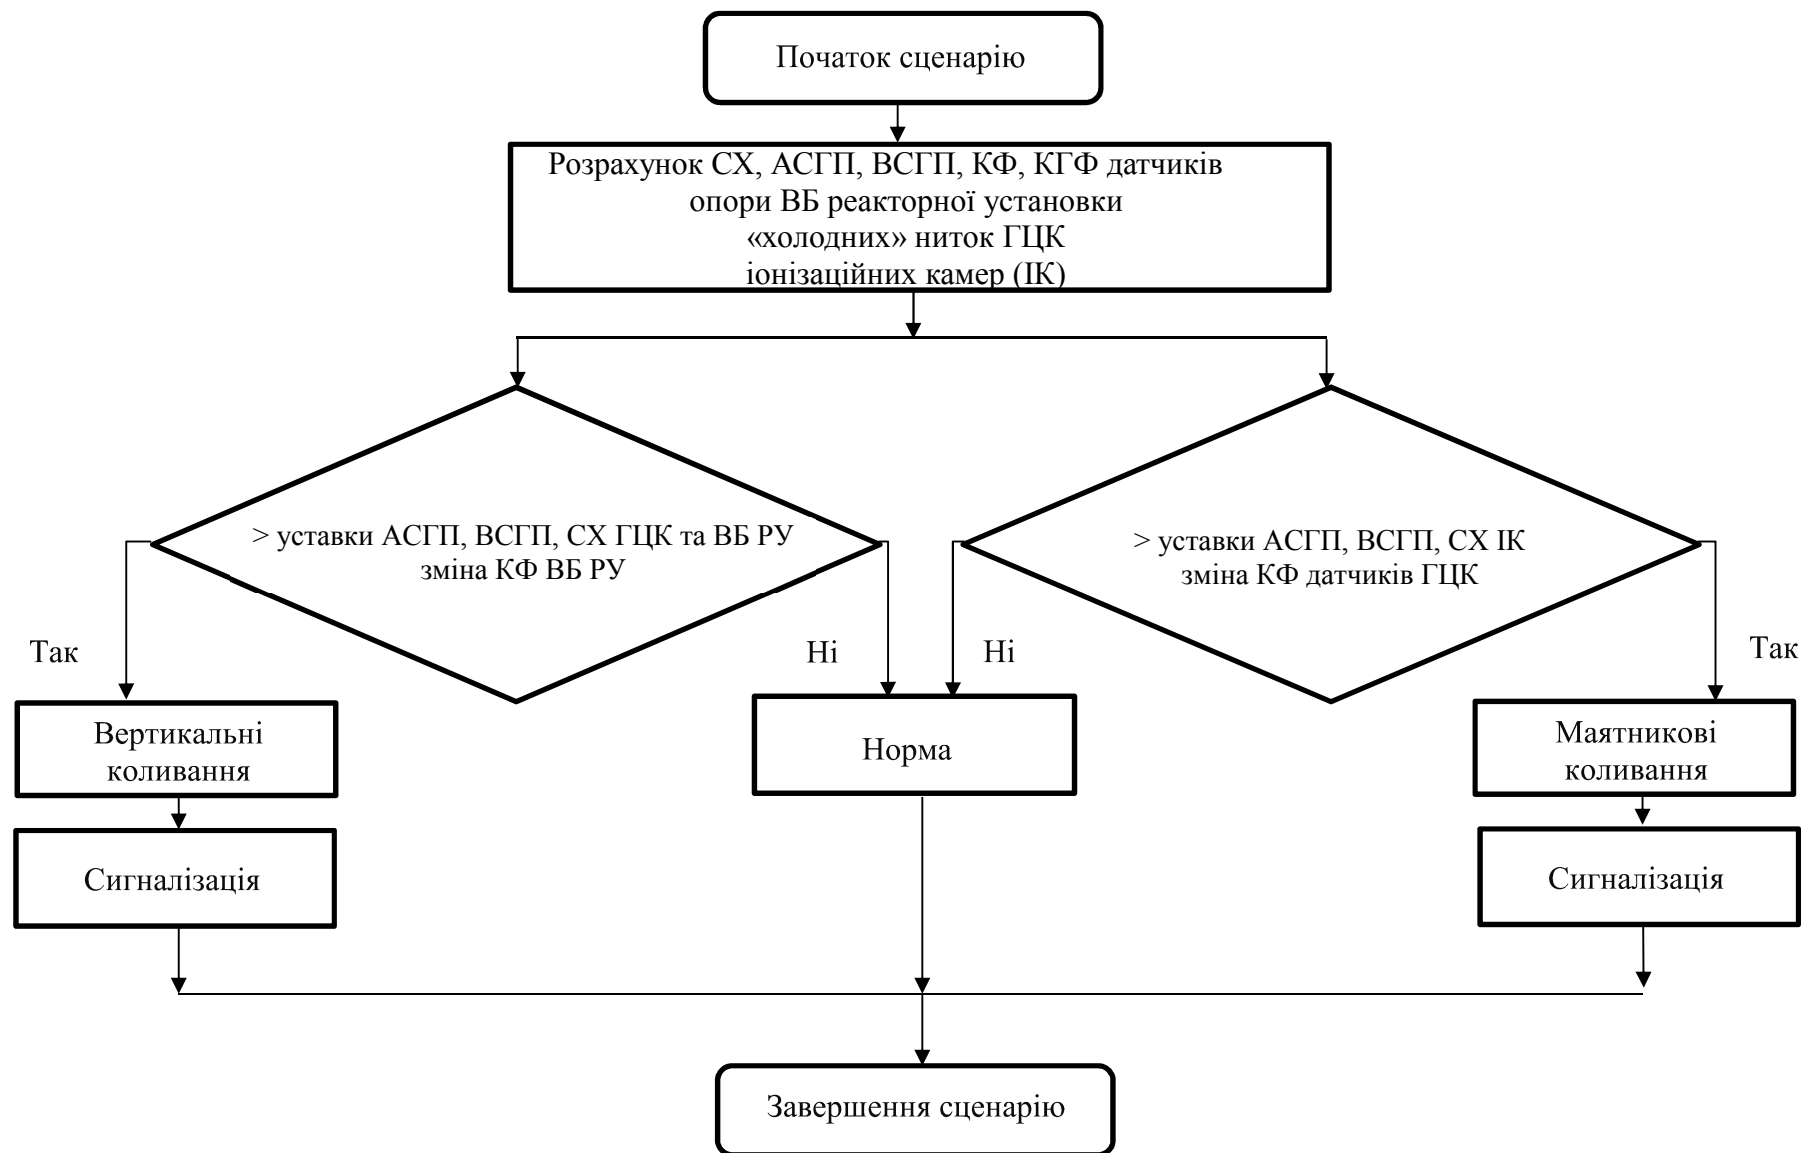 Початок сценарію
Розрахунок СХ, АСГП, ВСГП, КФ, КГФ датчиків
опори ВБ реакторної установки
«холодних» ниток ГЦК
іонізаційних камер (ІК)
> уставки АСГП, ВСГП, СХ ГЦК та ВБ РУ
зміна КФ ВБ РУ
> уставки АСГП, ВСГП, СХ ІК
зміна КФ датчиків ГЦК
Так
Ні
Ні
Так
Вертикальні
коливання
Норма
Маятникові
коливання
Сигналізація
Сигналізація
Завершення сценарію